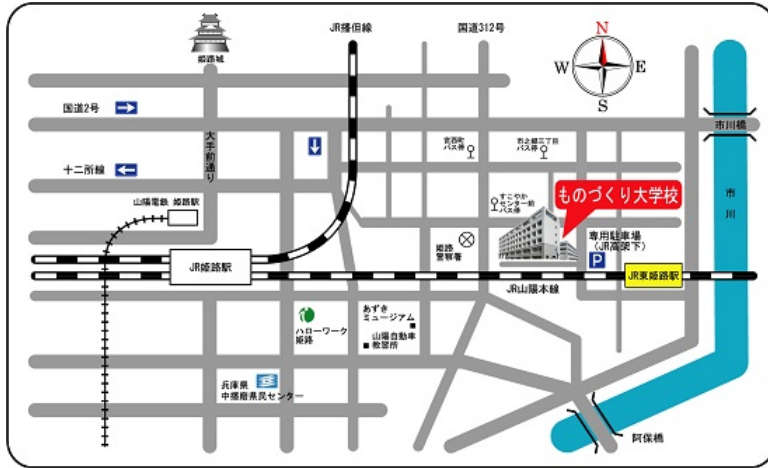 JR播但線
国道312号
姫路城
N
W
E
S
国道2号
市川橋
大手前通り
宮西町
バス停
市之郷三丁目
バス停
十二所線
ものづくり大学校
市川
山陽電鉄 姫路駅
すこやか
センター前
バス停
姫路
警察署
専用駐車場
(JR高架下)
P
JR姫路駅
JR東姫路駅
JR山陽本線
ハローワーク
姫路
あずき
ミュージアム
山陽自動車
教習所
兵庫県
中播磨県民センター
阿保橋